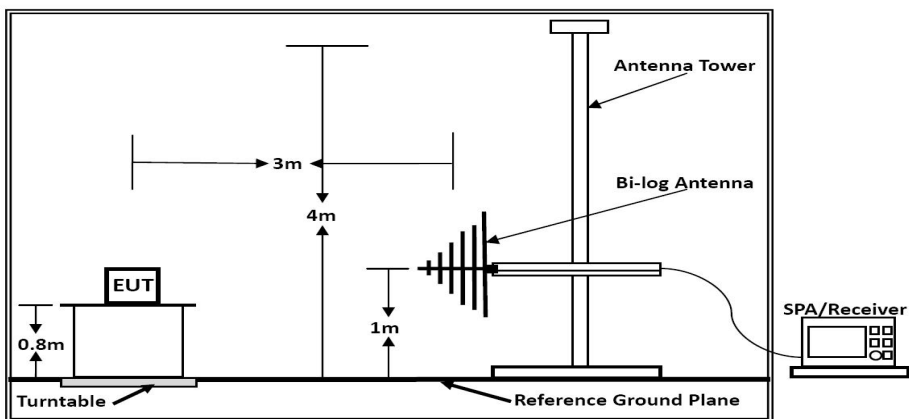 Antenna Tower
3m
Bi-log Antenna
4m
EUT
SPA/Receiver
0.8m
1m
Turntable
Reference Ground Plane